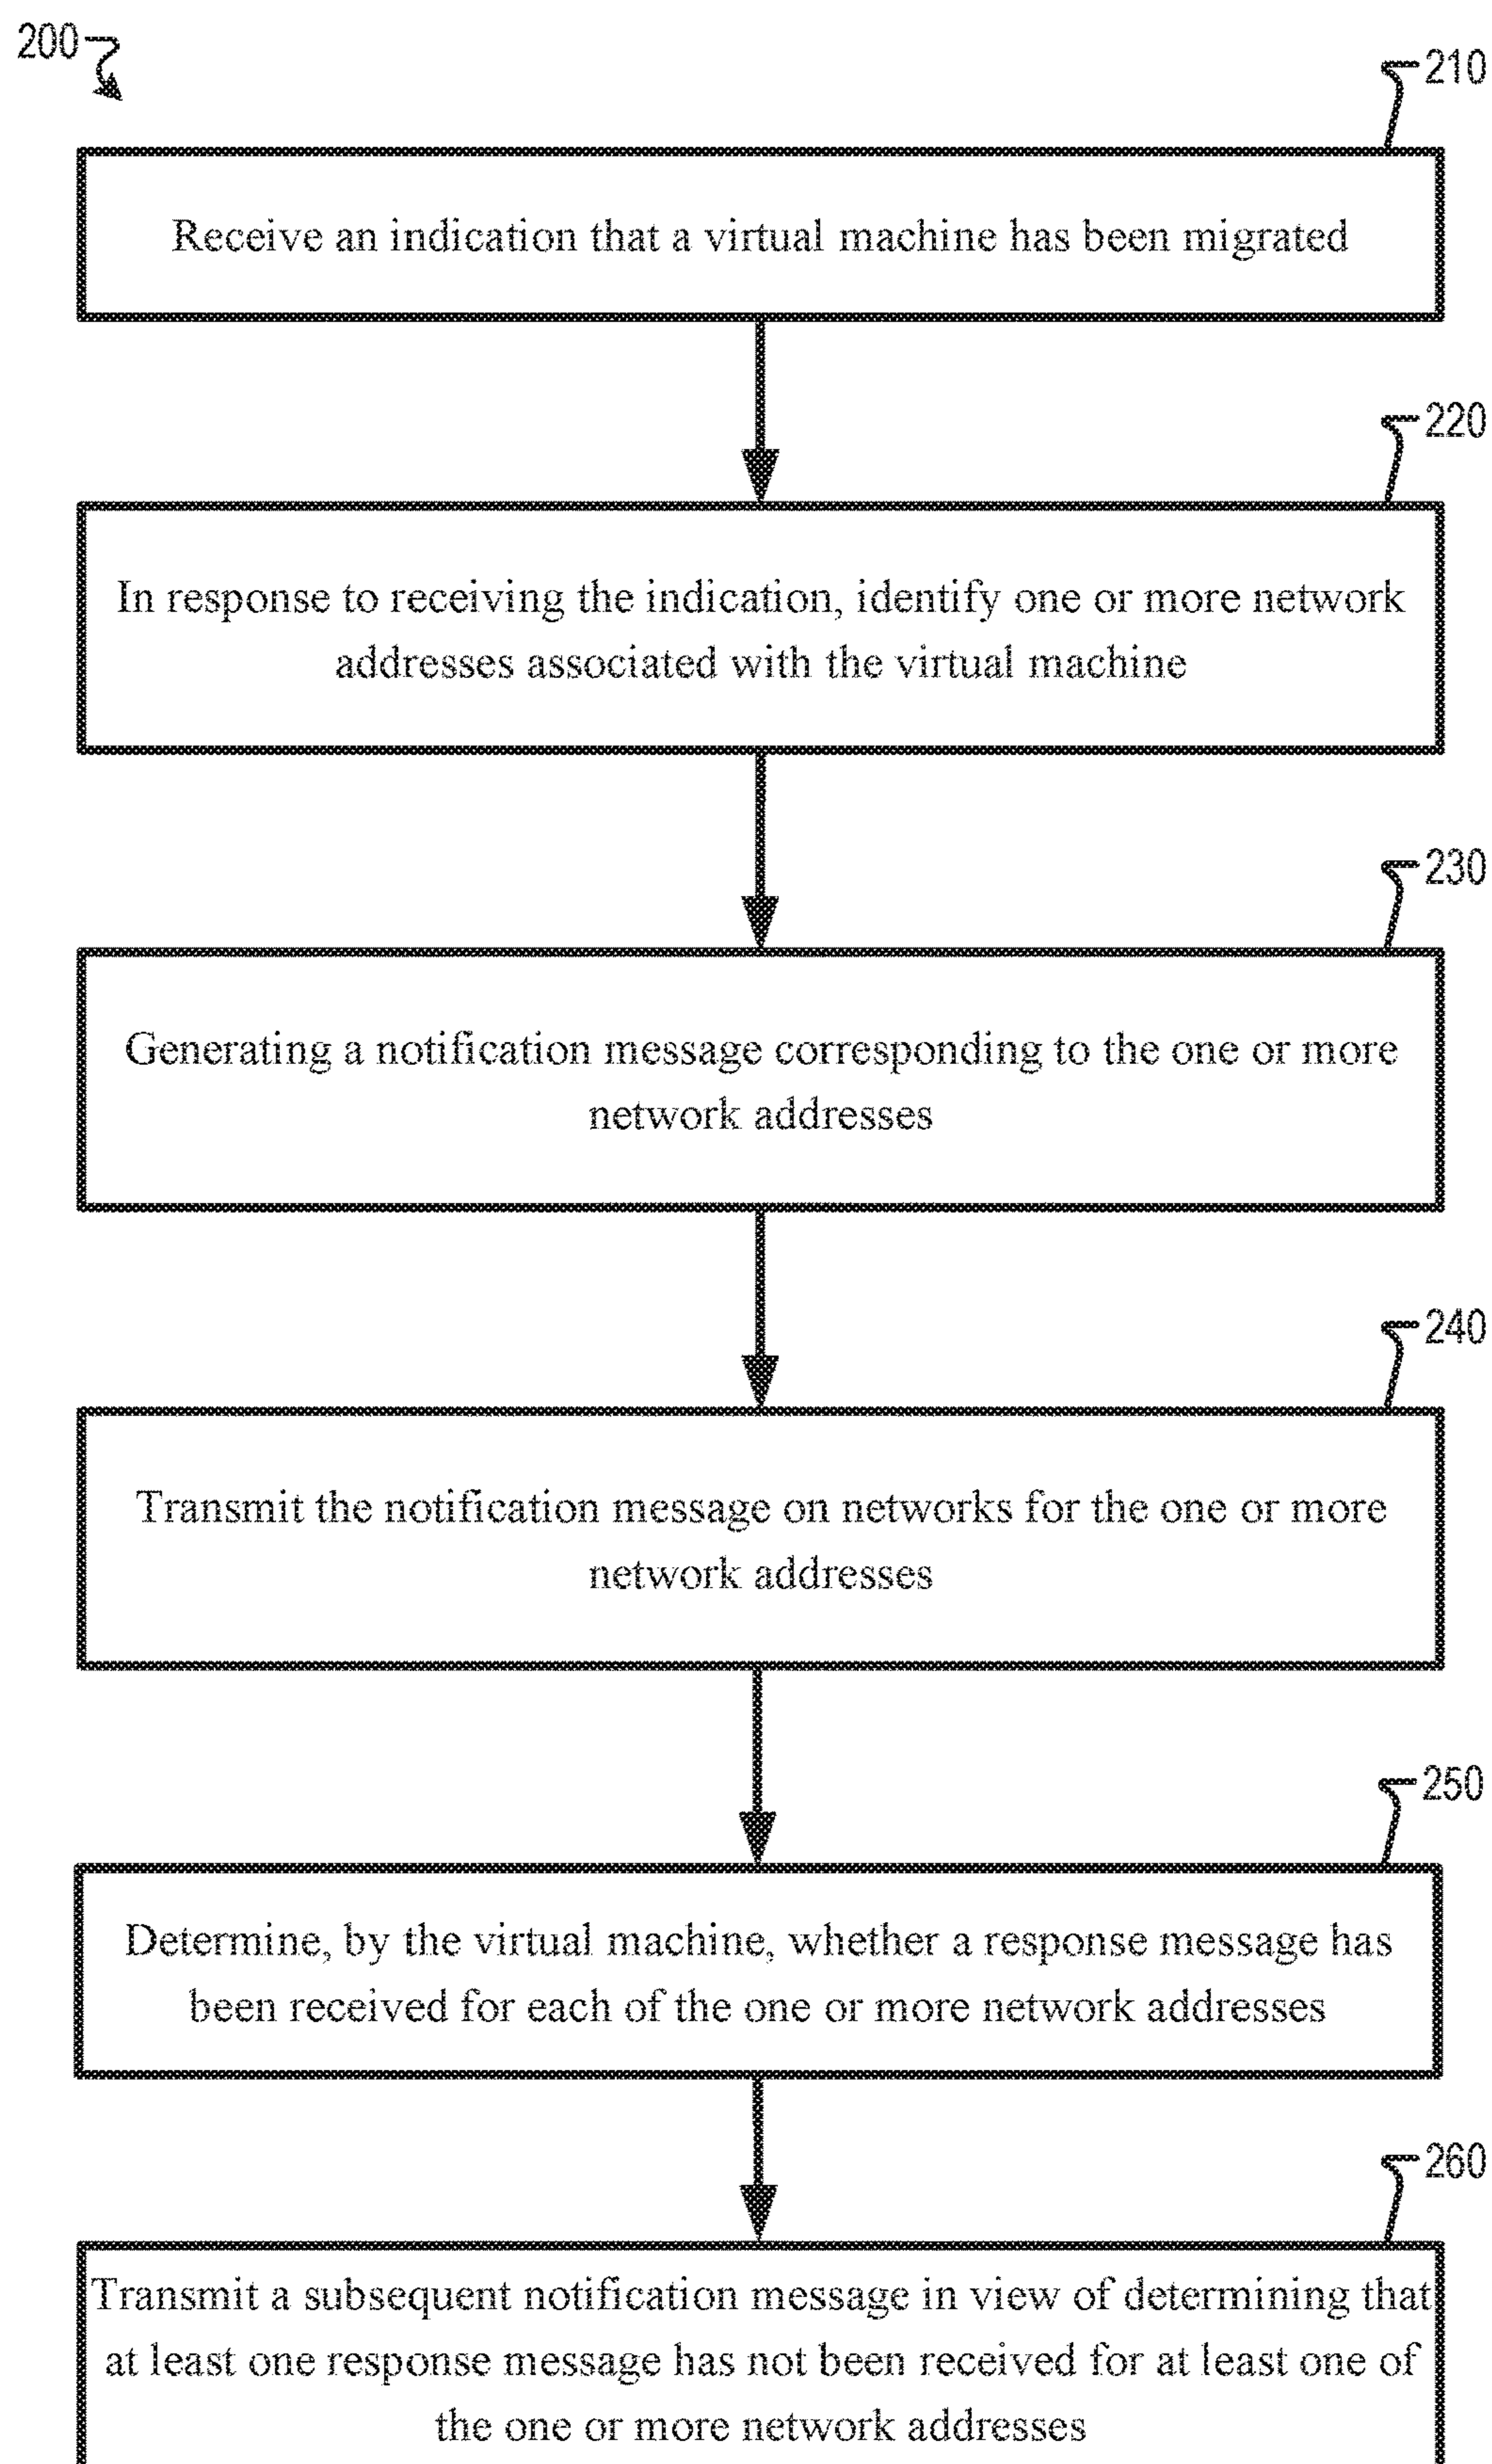 200
210
Receive an indication that a virtual machine has been migrated
220
In response to receiving the indication, identify one or more network
addresses associated with the virtual machine
230
Generating a notification message corresponding to the one or more
network addresses
240
Transmit the notification message on networks for the one or more
network addresses
250
Determine, by the virtual machine, whether a response message has
been received for each of the one or more network addresses
260
Transmit a subsequent notification message in view of determining that
at least one response message has not been received for at least one of
the one or more network addresses